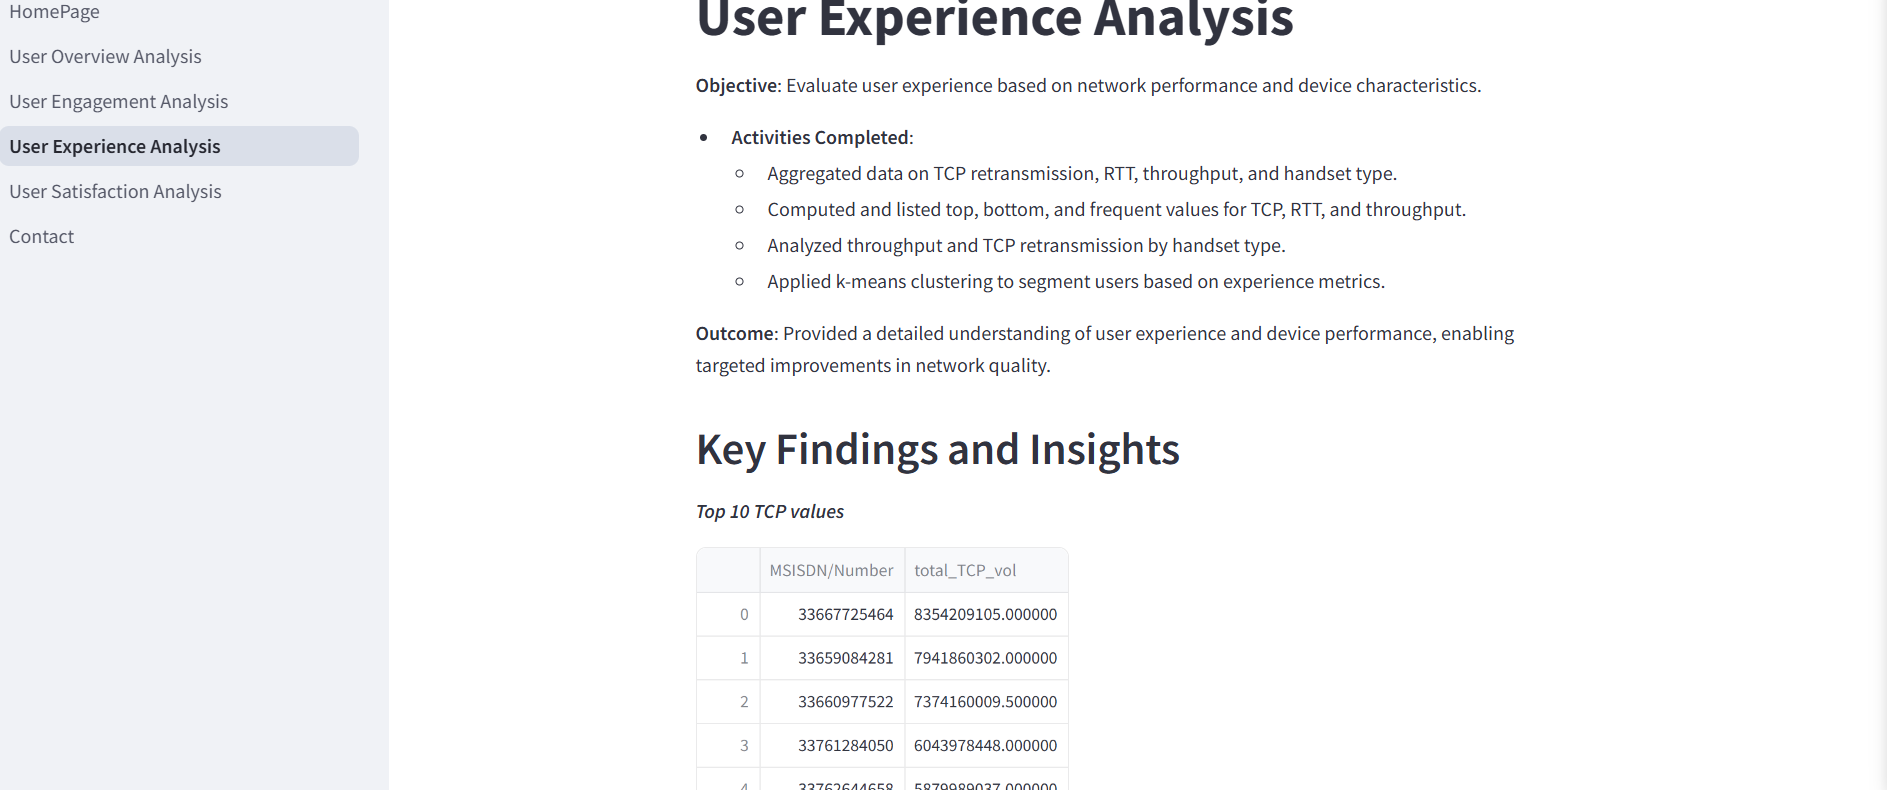 HomePage
User Overview Analysis
User Engagement Analysis
User Experience Analysis
User Satisfaction Analysis
Contact
User Experience Analysis
Objective: Evaluate user experience based on network performance and device characteristics.
Activities Completed:
Aggregated data on TCP retransmission, RTT, throughput, and handset type.
Computed and listed top, bottom, and frequent values for TCP, RTT, and throughput.
Analyzed throughput and TCP retransmission by handset type.
Applied k-means clustering to segment users based on experience metrics.
Outcome: Provided a detailed understanding of user experience and device performance, enabling
targeted improvements in network quality.
Key Findings and Insights
Top 10 TCP values
MSISDN/Number total_TCP_vol
0 33667725464 8354209105.000000
1 33659084281 7941860302.000000
2 33660977522 7374160009.500000
3 33761284050 6043978448.000000
4 33762644658 5879989037.000000